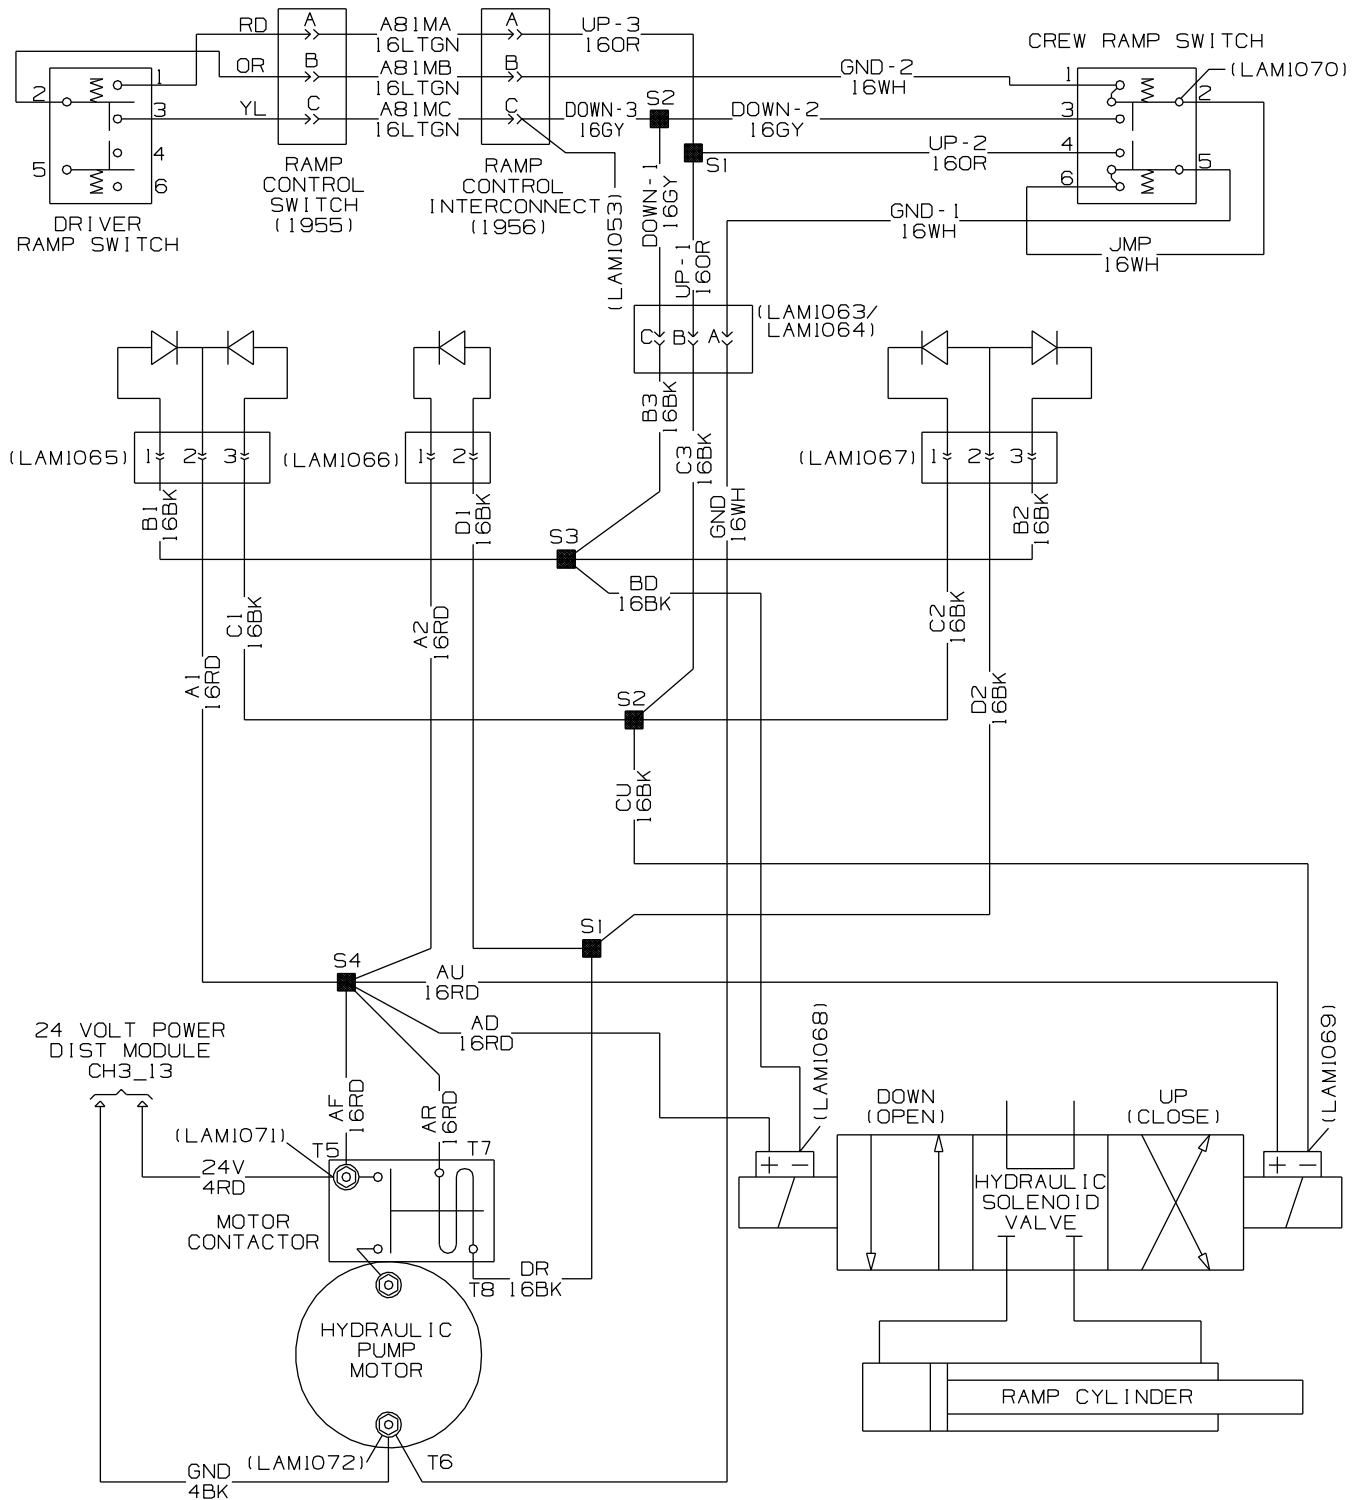 RD
A
A81MA
16LTGN
A
UP-3
16OR
OR
B
A81MB
16LTGN
B
GND-2
16WH
YL
C
A81MC
16LTGN
C
DOWN-3
16GY
S2
DOWN-2
16GY
CREW RAMP SWITCH
(LAM1070)
1
2
3
4
5
6
1
2
3
4
5
6
S1
UP-2
16OR
GND-1
16WH
JMP
16WH
DRIVER
RAMP SWITCH
RAMP
CONTROL
SWITCH
(1955)
RAMP
CONTROL
INTERCONNECT
(1956)
(LAM1053)
DOWN-1
16GY
UP-1
16OR
(LAM1063/
LAM1064)
C
B
A
B3
16BK
C3
16BK
GND
16WH
(LAM1065)
1
2
3
(LAM1066)
1
2
(LAM1067)
1
2
3
B1
16BK
D1
16BK
B2
16BK
S3
BD
16BK
C1
16BK
A2
16RD
C2
16BK
A1
16RD
D2
16BK
S2
CU
16BK
S1
S4
AU
16RD
AD
16RD
24 VOLT POWER
DIST MODULE
CH3_13
AF
16RD
AR
16RD
(LAM1068)
(LAM1069)
DOWN
(OPEN)
UP
(CLOSE)
(LAM1071)
T5
T7
24V
4RD
+ -
+ -
HYDRAULIC
SOLENOID
VALVE
MOTOR
CONTACTOR
T8
DR
16BK
HYDRAULIC
PUMP
MOTOR
RAMP CYLINDER
(LAM1072)
T6
GND
4BK